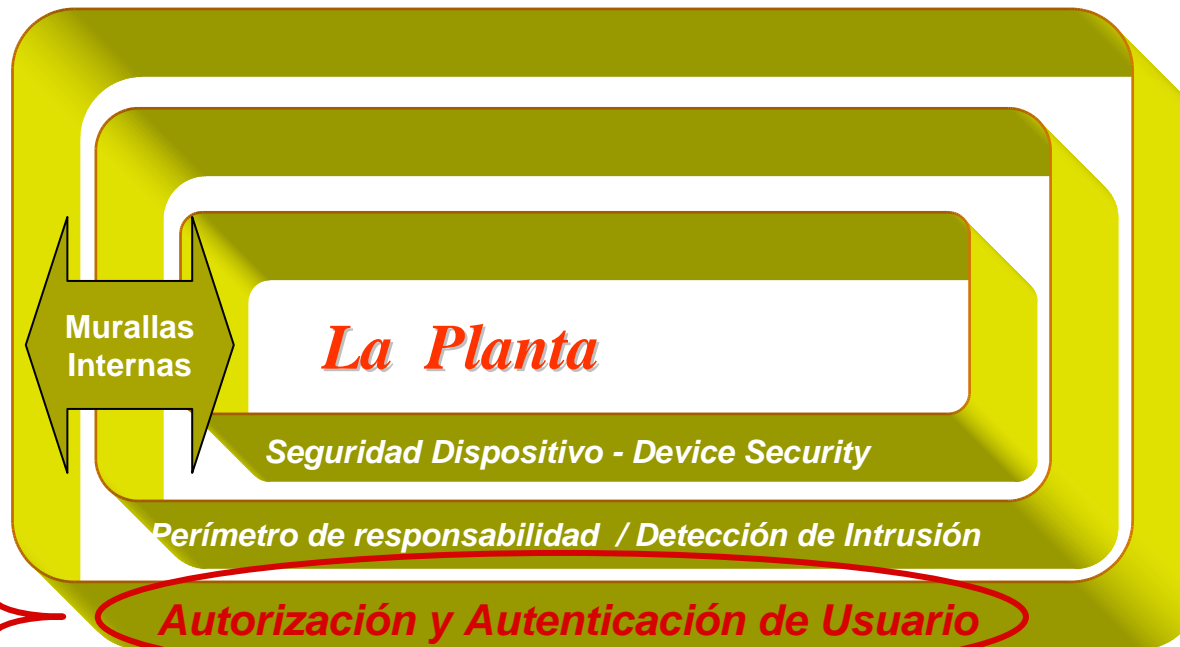 Murallas
Internas
La Planta
Seguridad Dispositivo - Device Security
Perímetro de responsabilidad / Detección de Intrusión
Autorización y Autenticación de Usuario